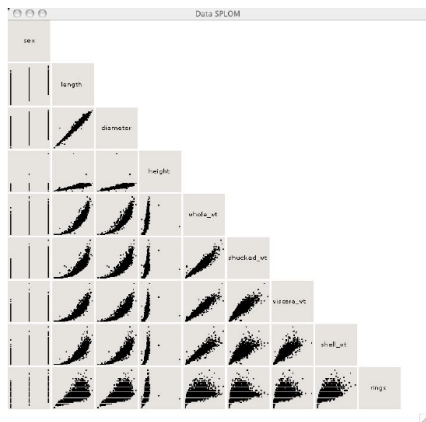 Data SPLOM
sex
length
diameter
height
whole_wt
shucked_wt
viscera_wt
shell_wt
rings